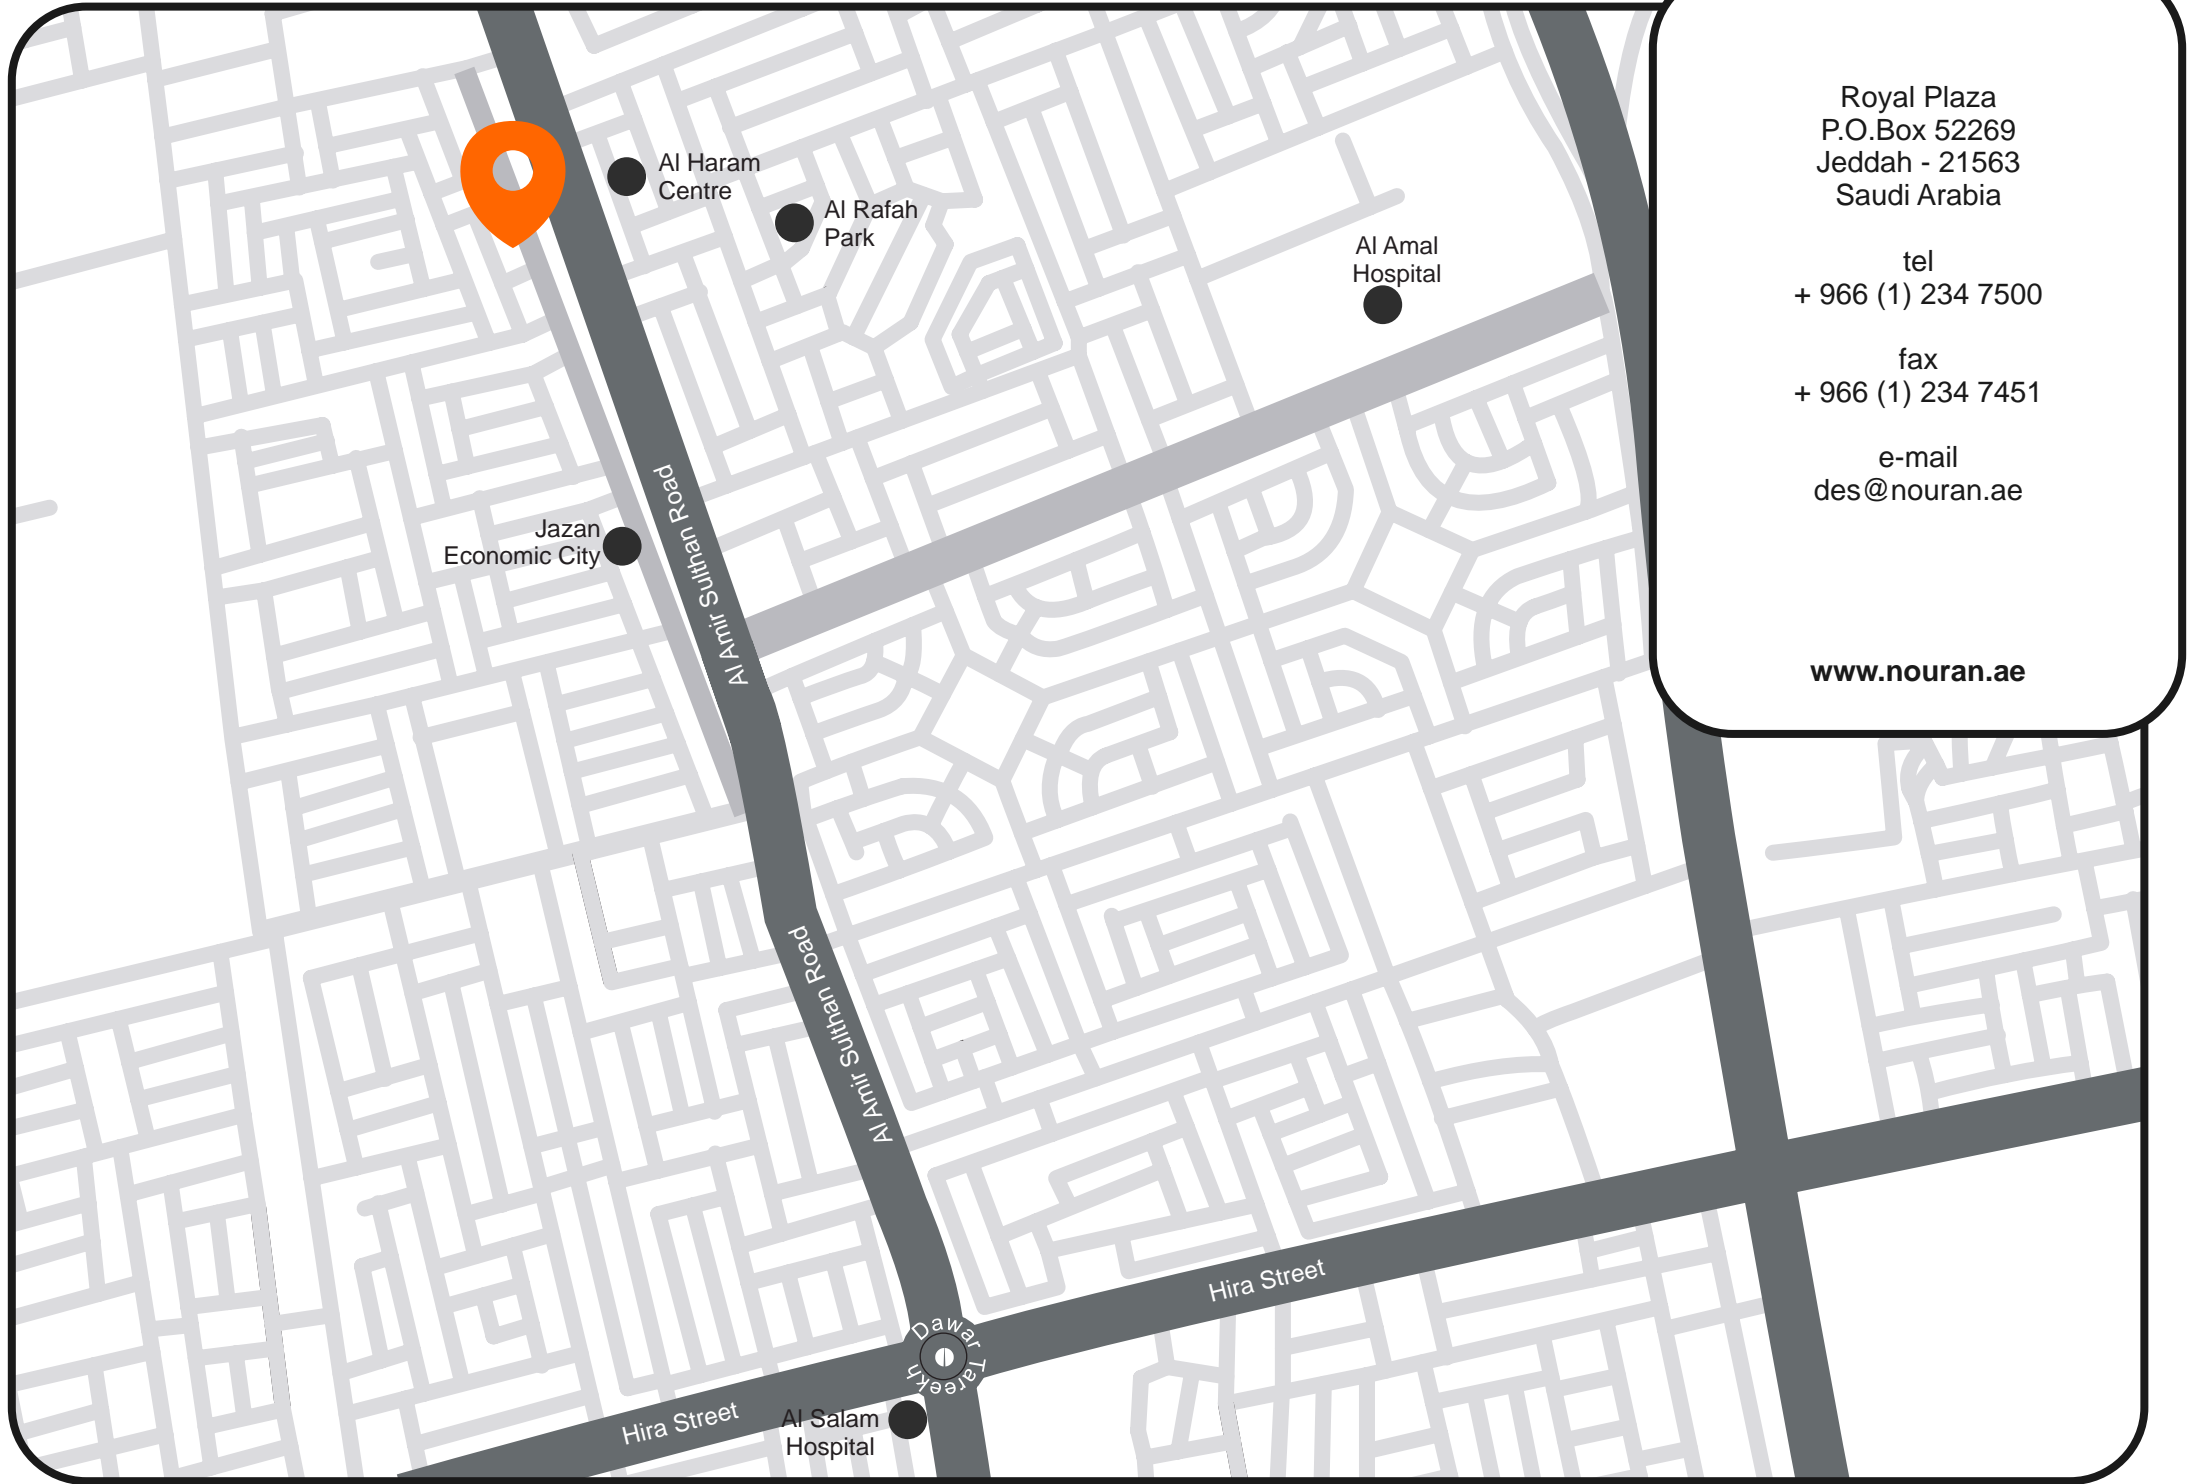 Royal Plaza
P.O.Box 52269
Jeddah - 21563
Saudi Arabia
tel
+ 966 (1) 234 7500
fax
+ 966 (1) 234 7451
e-mail
des@nouran.ae
www.nouran.ae
Al Haram
Centre
Al Rafah
Park
Al Amal
Hospital
Jazan
Economic City
Al Amir Sulthan Road
Al Amir Sulthan Road
Hira Street
Dawar Tareekh
Hira Street
Al Salam
Hospital